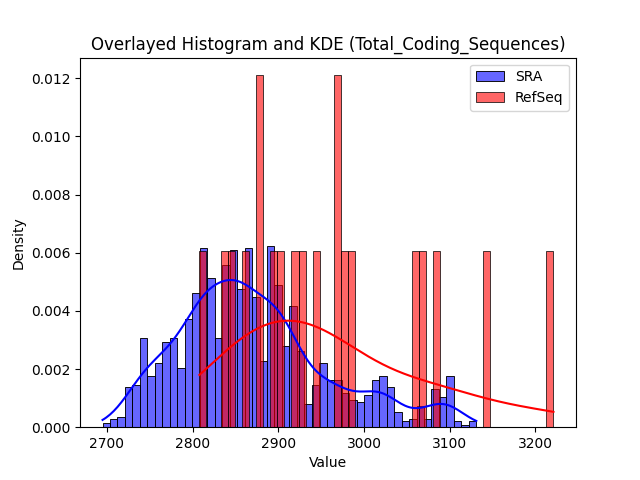 Overlayed Histogram and KDE (Total_Coding_Sequences)
SRA
RefSeq
0.012
0.010
0.008
0.006
0.004
0.002
0.000
Density
2700 2800 2900 3000 3100 3200
Value